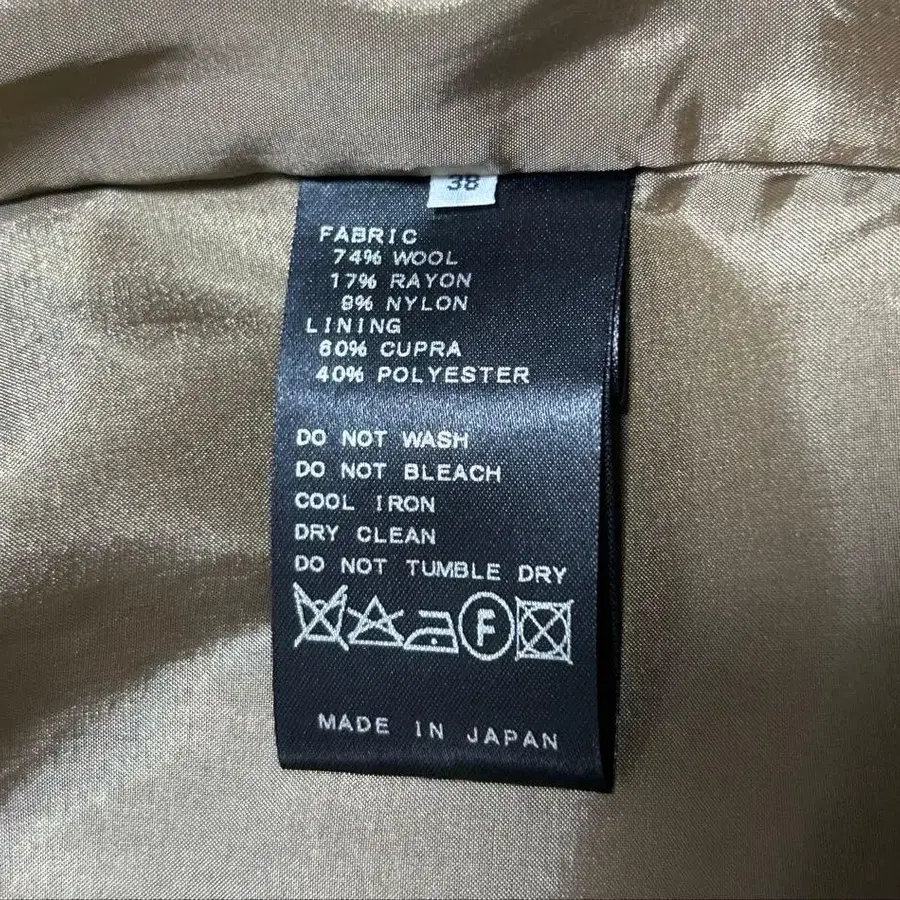 38
FABRIC
74% WOOL
17% RAYON
9% NYLON
LINING
60% CUPRA
40% POLYESTER
DO NOT WASH
DO NOT BLEACH
COOL IRON
DRY CLEAN
DO NOT TUMBLE DRY
F
MADE IN JAPAN